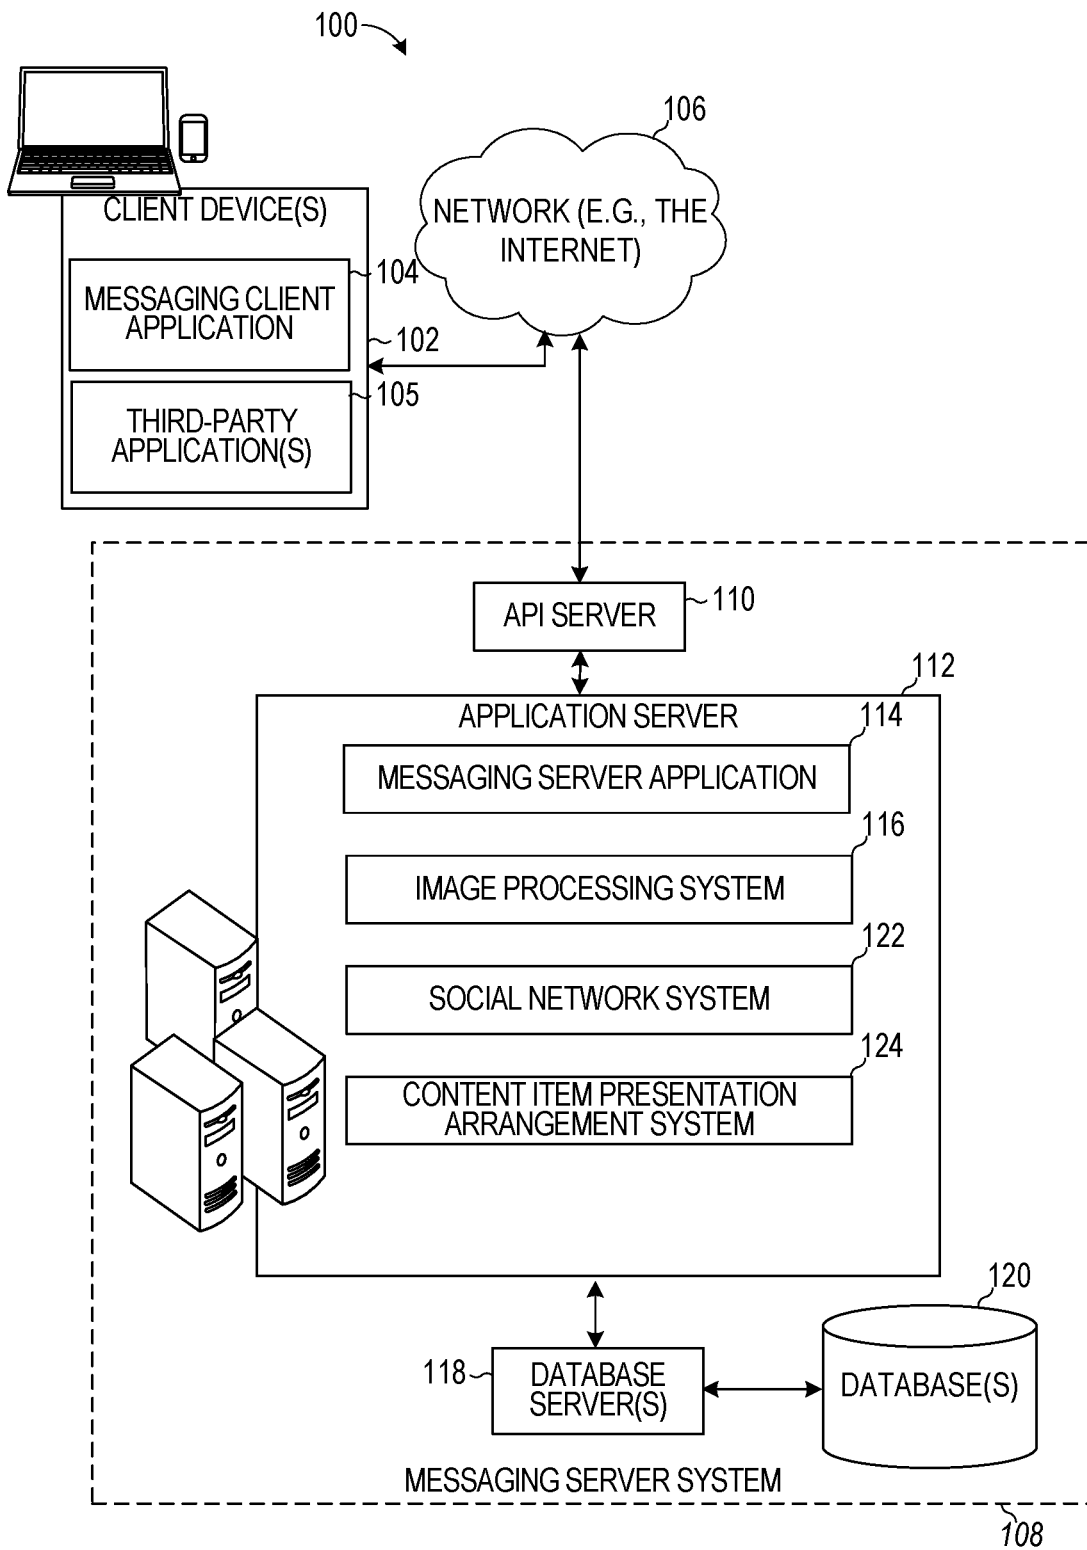 100
106
CLIENT DEVICE(S)
NETWORK (E.G., THE
INTERNET)
104
MESSAGING CLIENT
APPLICATION
102
105
THIRD-PARTY
APPLICATION(S)
API SERVER
110
112
APPLICATION SERVER
114
MESSAGING SERVER APPLICATION
116
IMAGE PROCESSING SYSTEM
122
SOCIAL NETWORK SYSTEM
124
CONTENT ITEM PRESENTATION
ARRANGEMENT SYSTEM
120
118
DATABASE
SERVER(S)
DATABASE(S)
MESSAGING SERVER SYSTEM
108